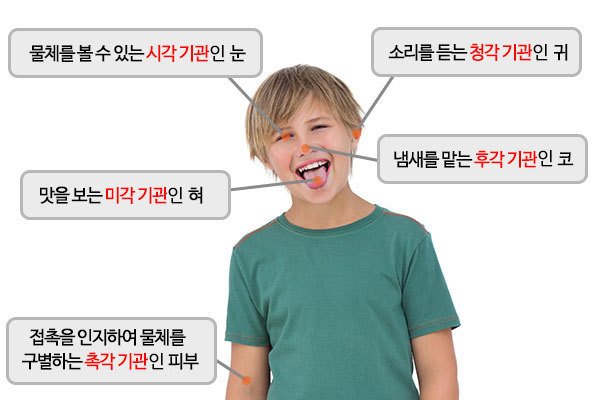 물체를 볼 수 있는 시각 기관인 눈
소리를 듣는 청각 기관인 귀
냄새를 맡는 후각 기관인 코
맛을 보는 미각 기관인 혀
접촉을 인지하여 물체를
구별하는 촉각 기관인 피부